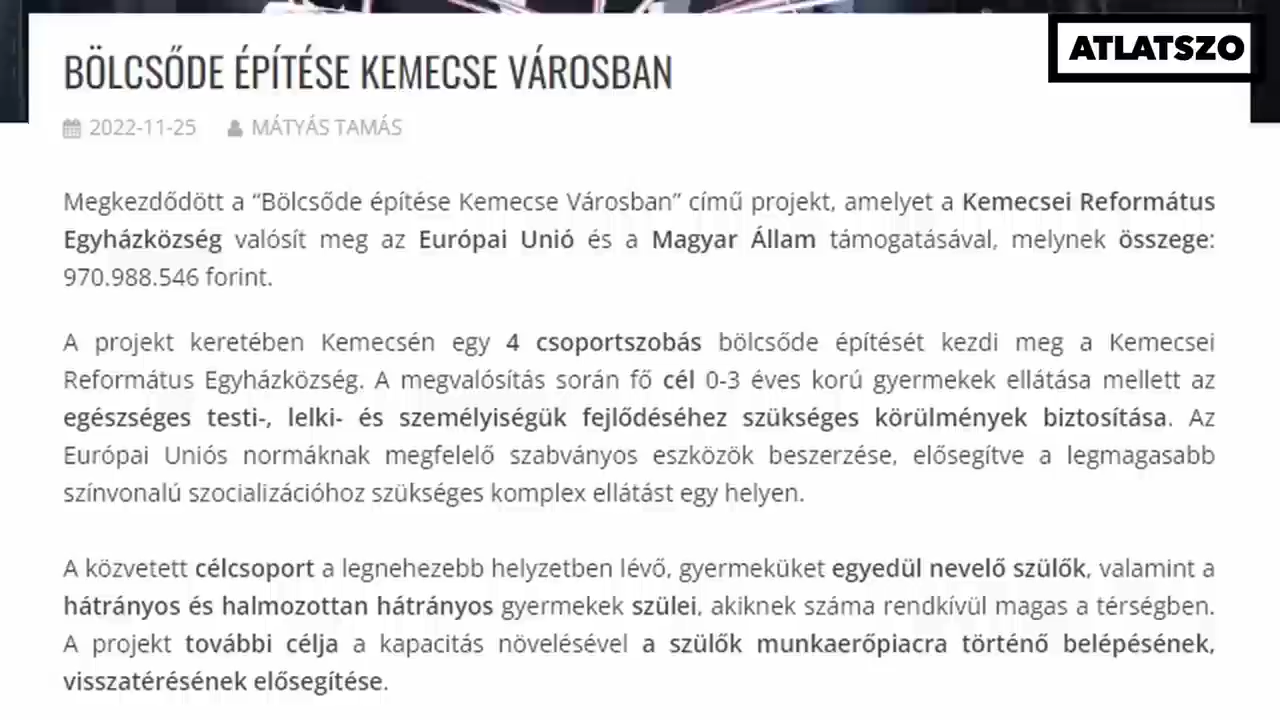 ATLATSZO
BÖLCSŐDE ÉPÍTÉSE KEMECSE VÁROSBAN
2022-11-25 MÁTYÁS TAMÁS
Megkezdődött a “Bölcsőde építése Kemecse Városban” című projekt, amelyet a Kemecsei Református
Egyházközség valósít meg az Európai Unió és a Magyar Állam támogatásával, melynek összege:
970.988.546 forint.
A projekt keretében Kemecsén egy 4 csoportszobás bölcsőde építését kezdi meg a Kemecsei
Református Egyházközség. A megvalósítás során fő cél 0-3 éves korú gyermekek ellátása mellett az
egészséges testi-, lelki- és személyiségük fejlődéséhez szükséges körülmények biztosítása. Az
Európai Uniós normáknak megfelelő szabványos eszközök beszerzése, elősegítve a legmagasabb
színvonalú szocializációhoz szükséges komplex ellátást egy helyen.
A közvetett célcsoport a legnehezebb helyzetben lévő, gyermeküket egyedül nevelő szülők, valamint a
hátrányos és halmozottan hátrányos gyermekek szülei, akiknek száma rendkívül magas a térségben.
A projekt további célja a kapacitás növelésével a szülők munkaerőpiacra történő belépésének,
visszatérésének elősegítése.